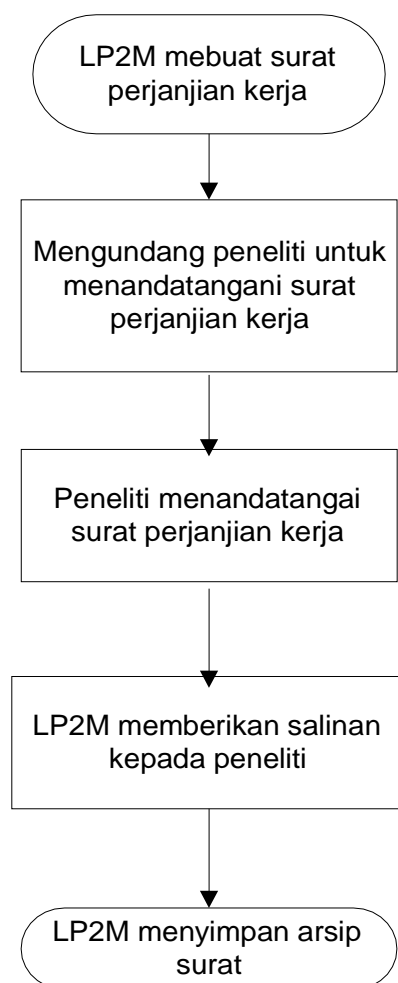 LP2M mebuat surat
perjanjian kerja
Mengundang peneliti untuk
menandatangani surat
perjanjian kerja
Peneliti menandatangai
surat perjanjian kerja
LP2M memberikan salinan
kepada peneliti
LP2M menyimpan arsip
surat